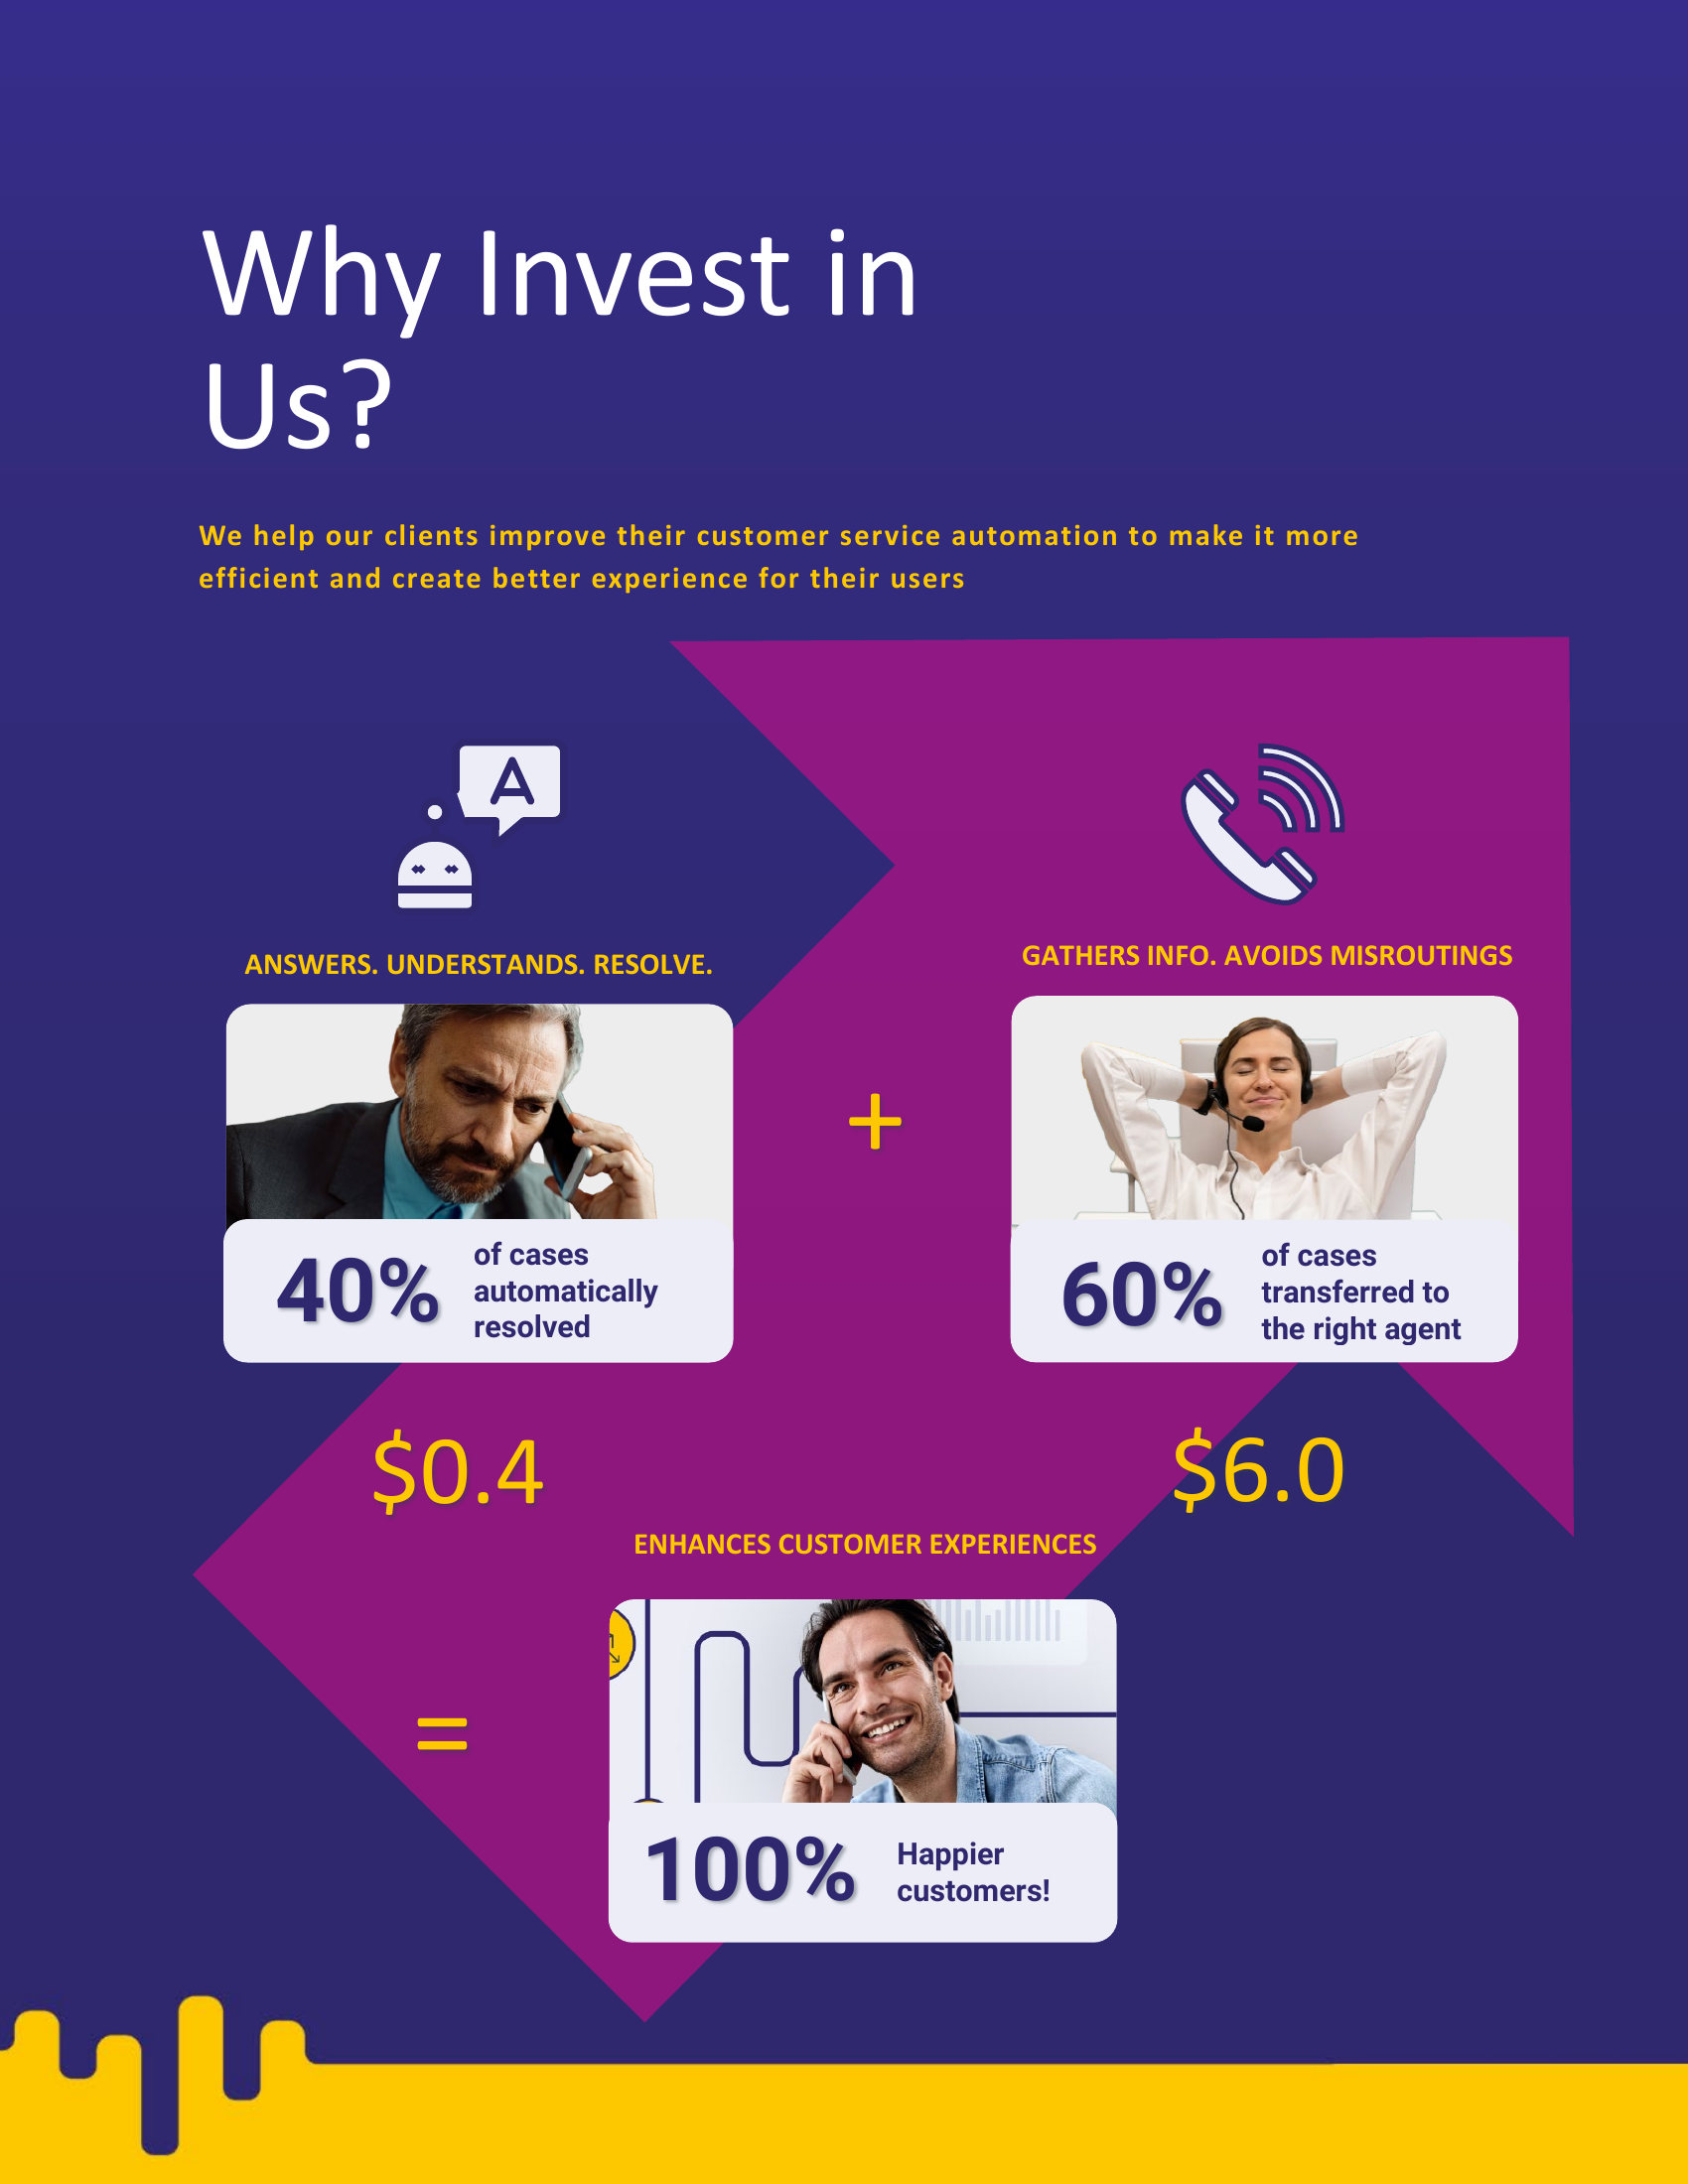 Why Invest in
Us?
We help our clients improve their customer service automation to make it more
efficient and create better experience for their users
A
ANSWERS. UNDERSTANDS. RESOLVE.
GATHERS INFO. AVOIDS MISROUTINGS
+
40%
of cases
automatically
resolved
60%
of cases
transferred to
the right agent
$0.4
$6.0
ENHANCES CUSTOMER EXPERIENCES
=
100%
Happier
customers!